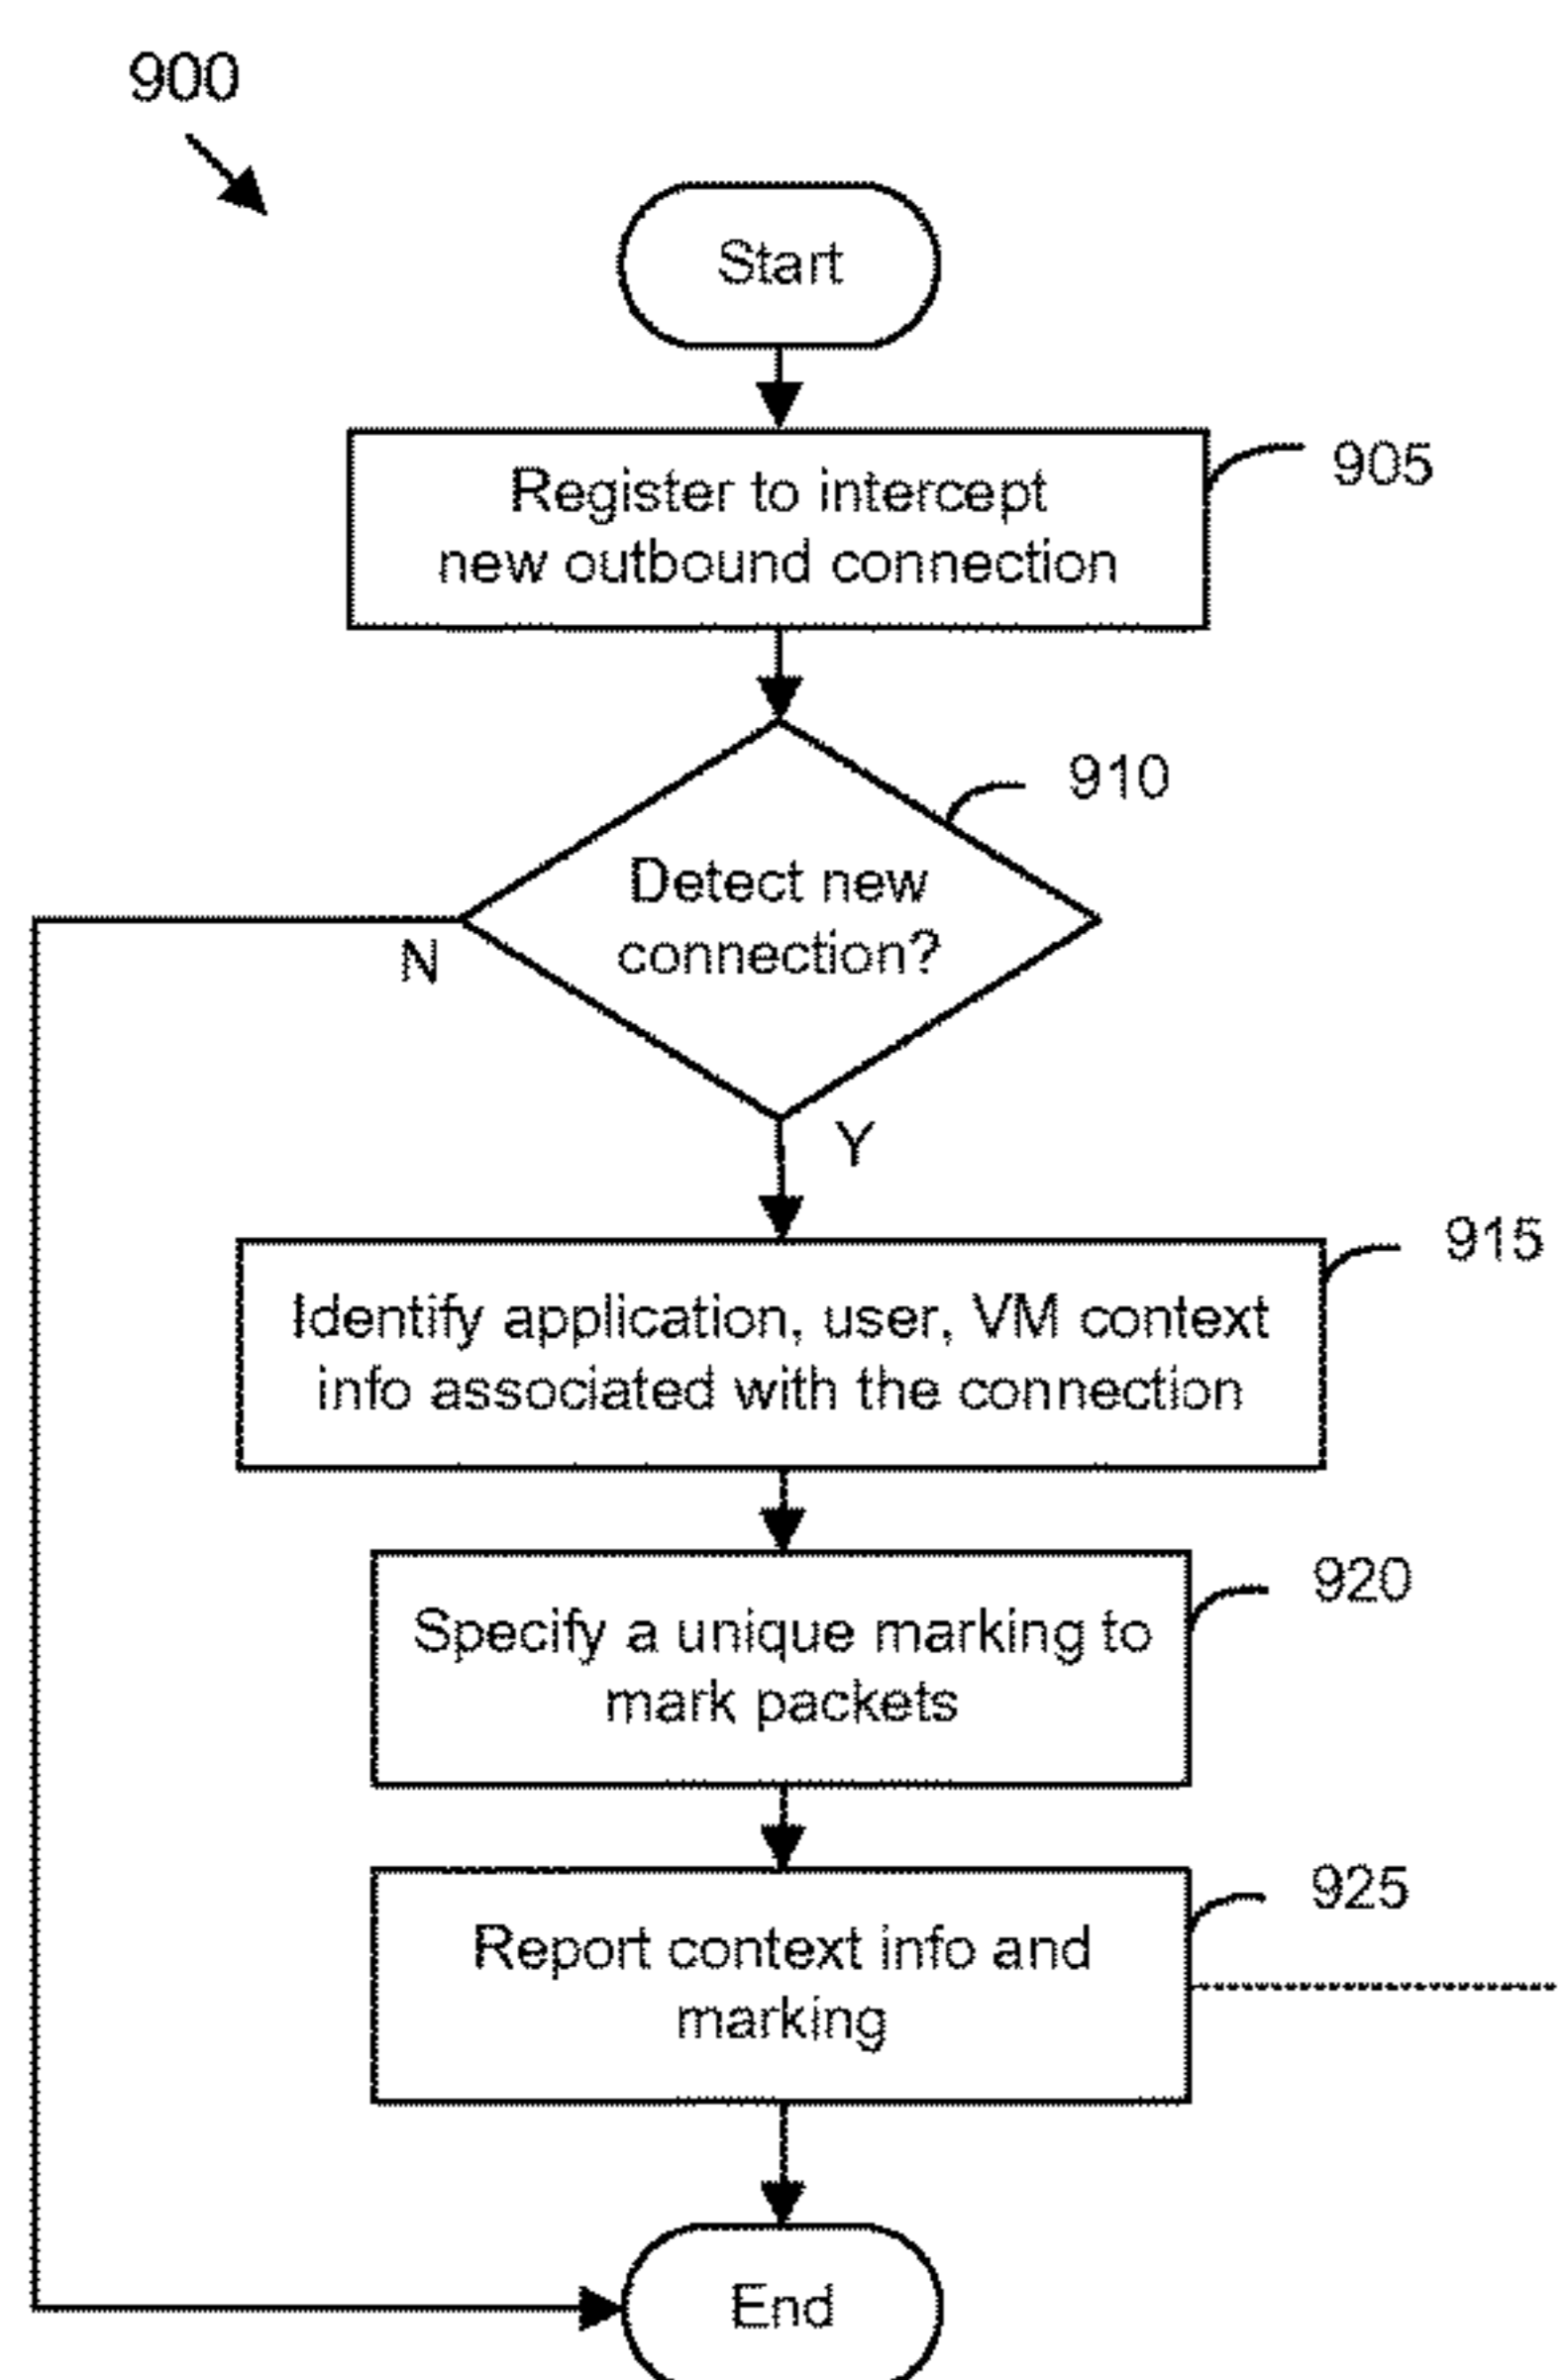 900
Start
Register to intercept
new outbound connection
905
Detect new
connection?
910
N
Y
Identify application, user, VM context
info associated with the connection
915
Specify a unique marking to
mark packets
920
Report context info and
marking
925
End